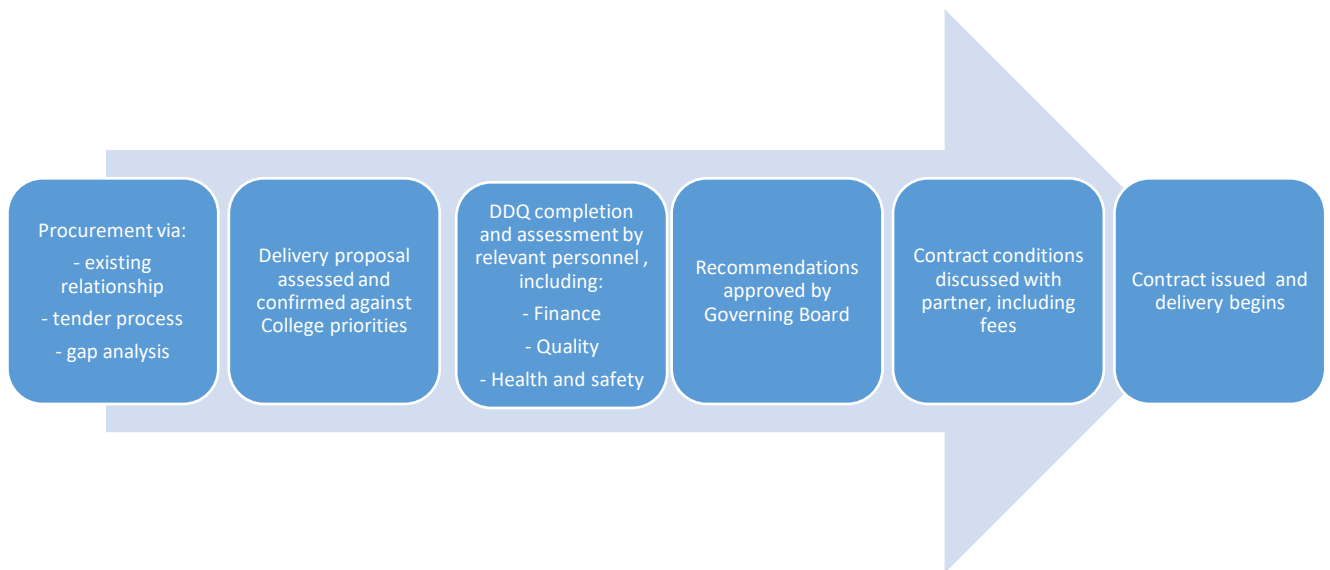 Procurement via:
- existing
relationship
- tender process
- gap analysis
Delivery proposal
assessed and
confirmed against
College priorities
DDQ completion
and assessment by
relevant personnel ,
including:
- Finance
- Quality
- Health and safety
Recommendations
approved by
Governing Board
Contract conditions
discussed with
partner, including
fees
Contract issued  and
delivery begins